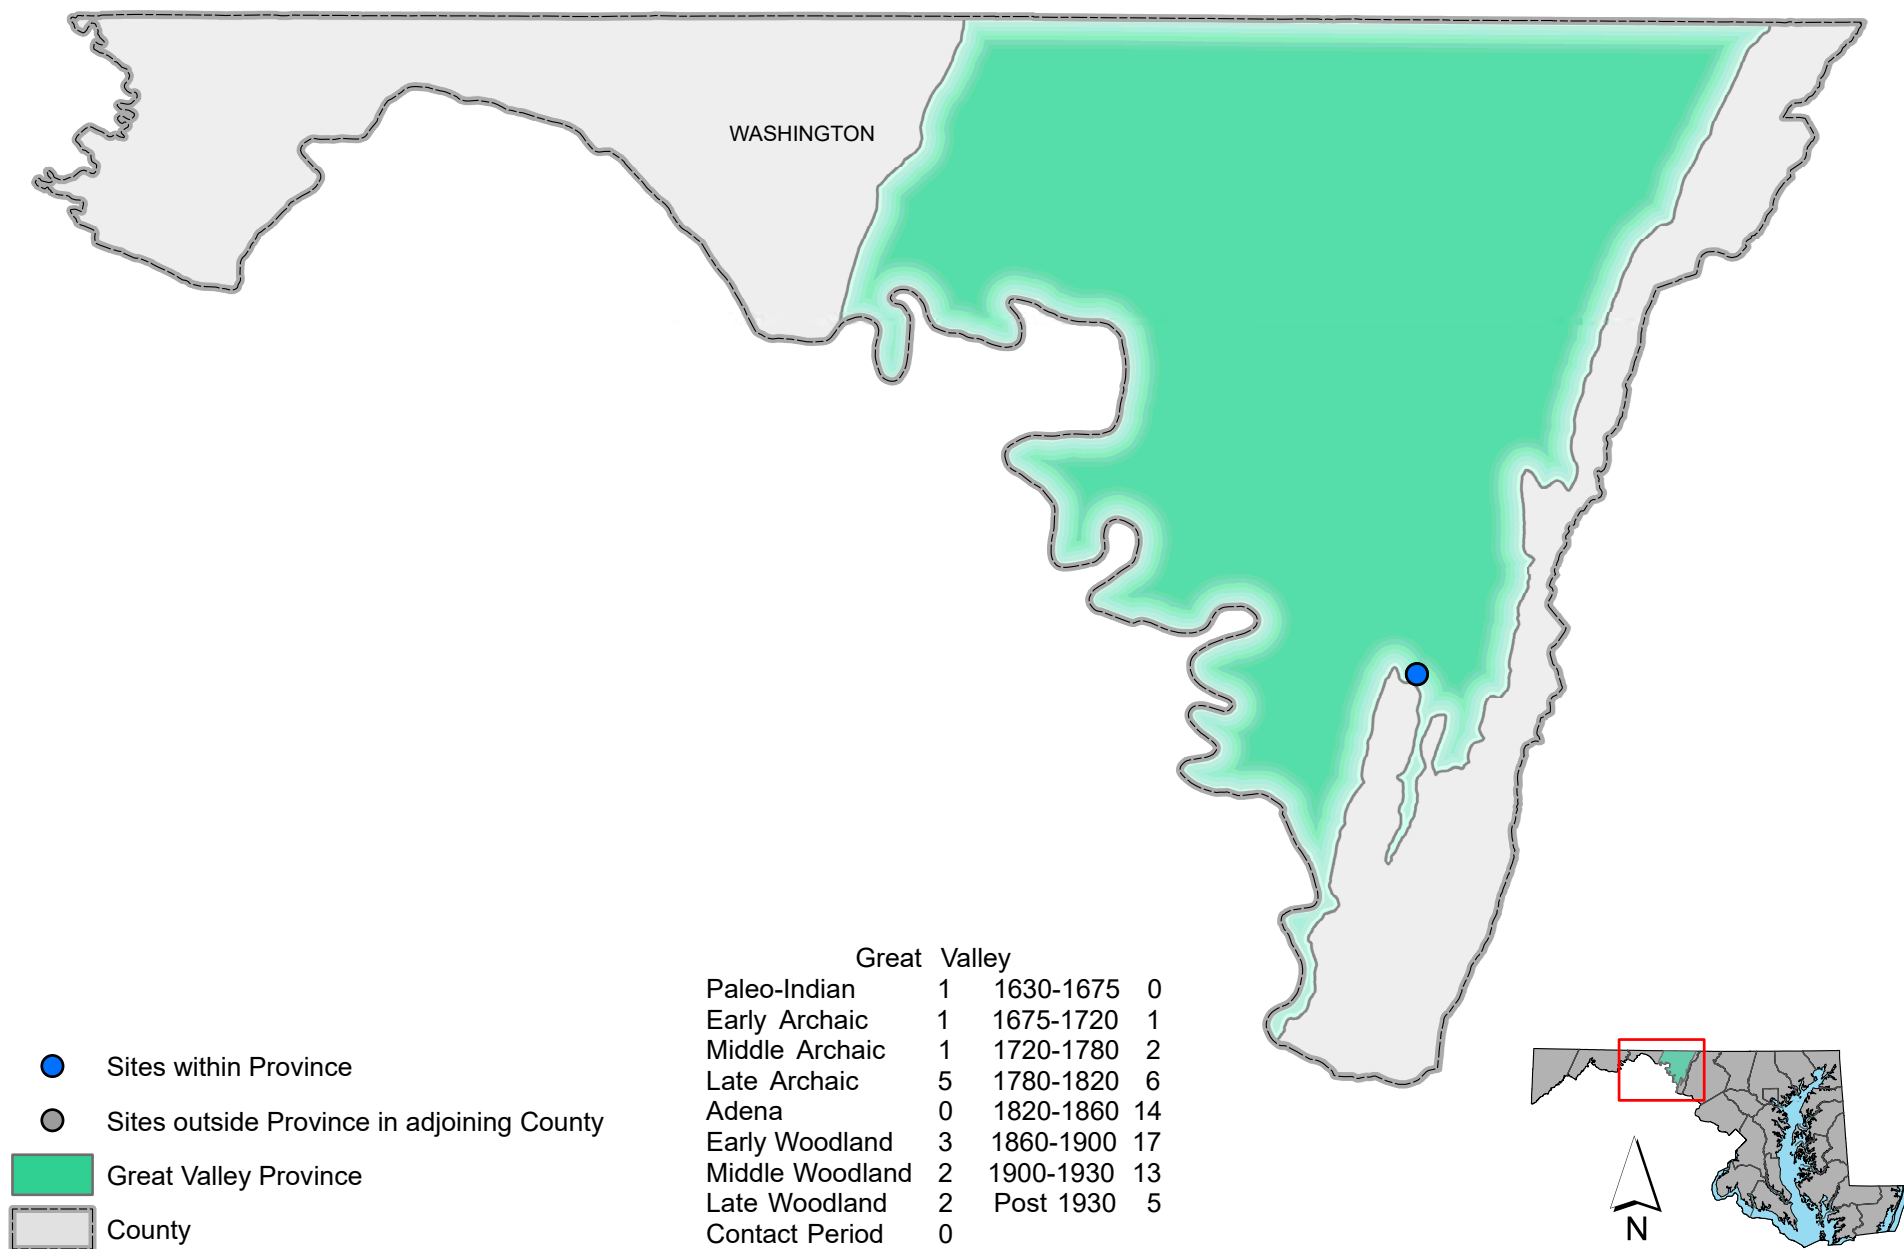 WASHINGTON
Great Valley
Paleo-Indian 1 1630-1675 0
Early Archaic 1 1675-1720 1
Middle Archaic 1 1720-1780 2
Late Archaic 5 1780-1820 6
Adena 0 1820-1860 14
Early Woodland 3 1860-1900 17
Middle Woodland 2 1900-1930 13
Late Woodland 2 Post 1930 5
Contact Period 0
Sites within Province
Sites outside Province in adjoining County
Great Valley Province
County
N